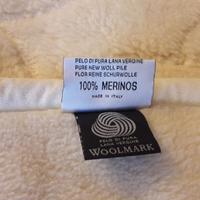 PELO DI PURA LANA VERGINE
PURE NEW WOLL PILE
FLOR REINE SCHURWOLLE
100% MERINOS
MADE IN ITALY
PELO DI PURA
LANA VERGINE
WOOLMARK